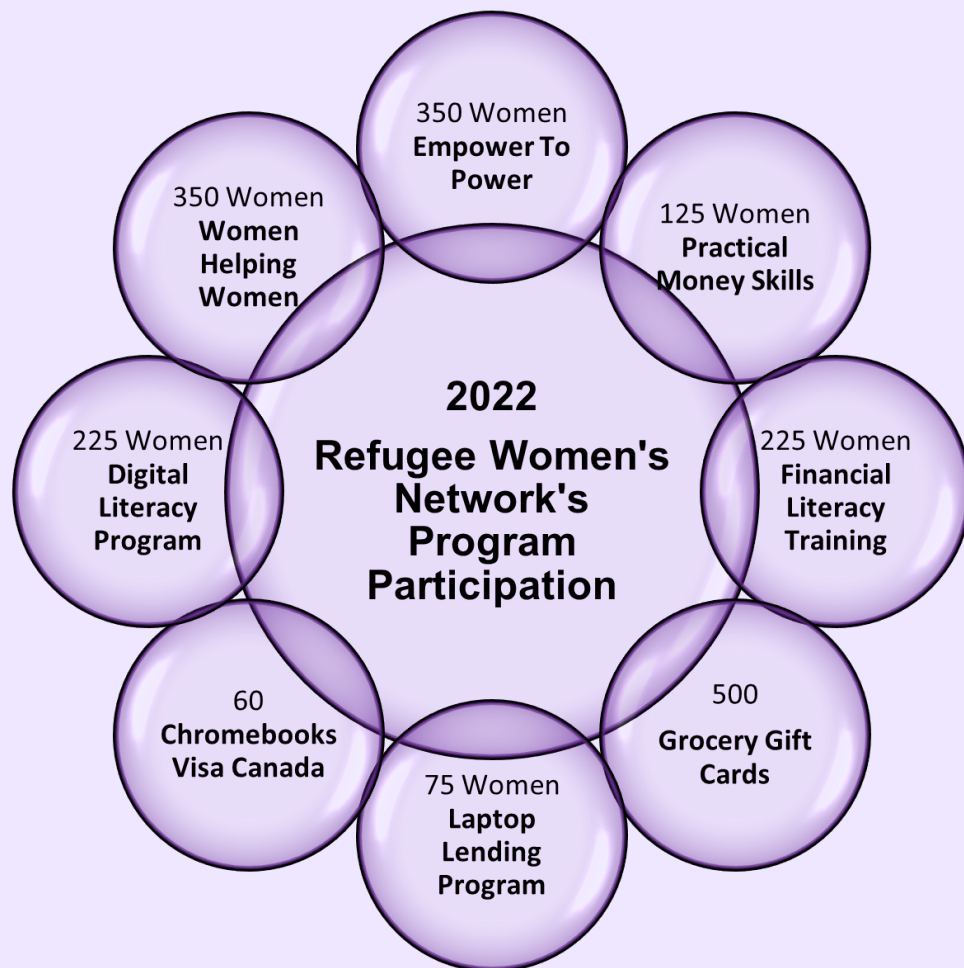 2022
Refugee Women's
Network's
Program
Participation
350 Women
Empower To
Power
125 Women
Practical
Money Skills
225 Women
Financial
Literacy
Training
500
Grocery Gift
Cards
75 Women
Laptop
Lending
Program
60
Chromebooks
Visa Canada
225 Women
Digital
Literacy
Program
350 Women
Women
Helping
Women